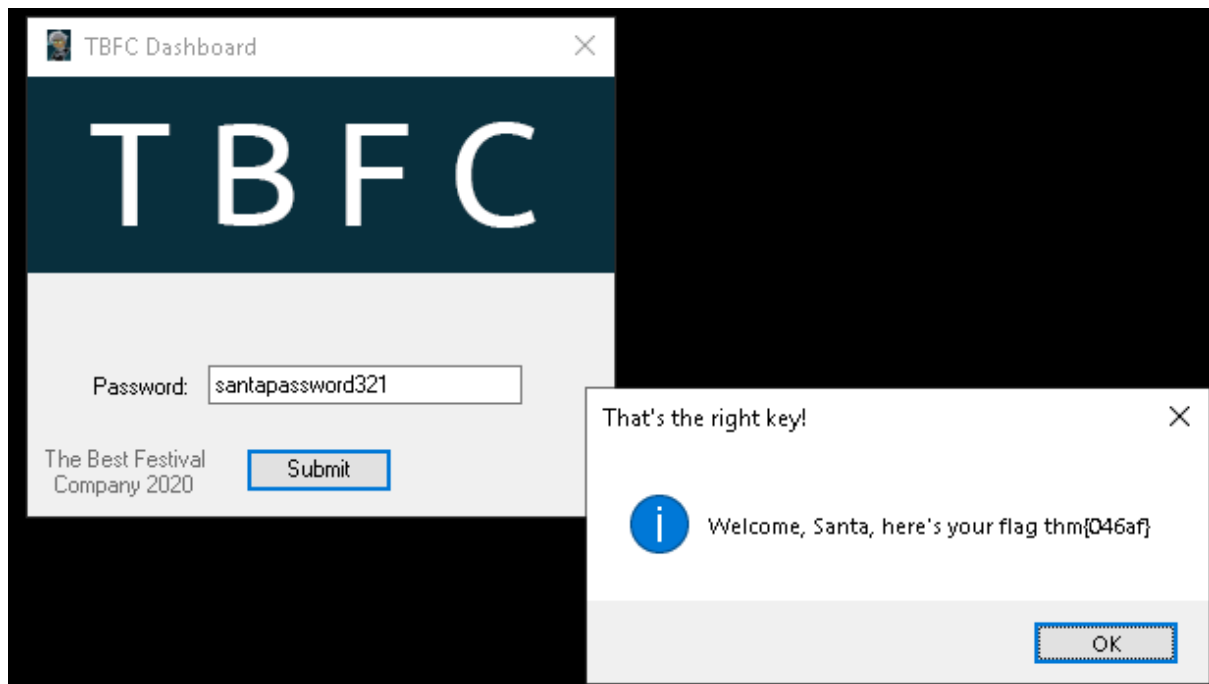 TBFC Dashboard
T B F C
Password: santapassword321
The Best Festival
Company 2020
Submit
That's the right key!
Welcome, Santa, here's your flag thm{046af}
OK